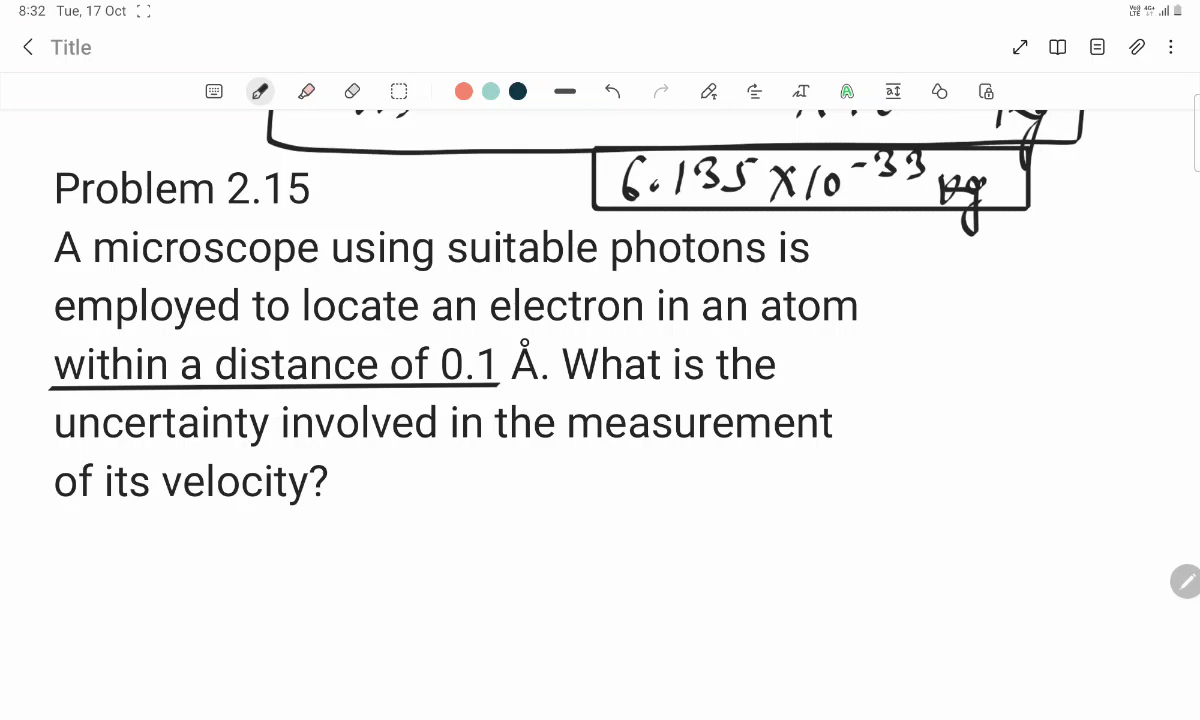 8:32 Tue, 17 Oct
Title
6.135 X10⁻³³ kg
Problem 2.15
A microscope using suitable photons is
employed to locate an electron in an atom
within a distance of 0.1 Å. What is the
uncertainty involved in the measurement
of its velocity?